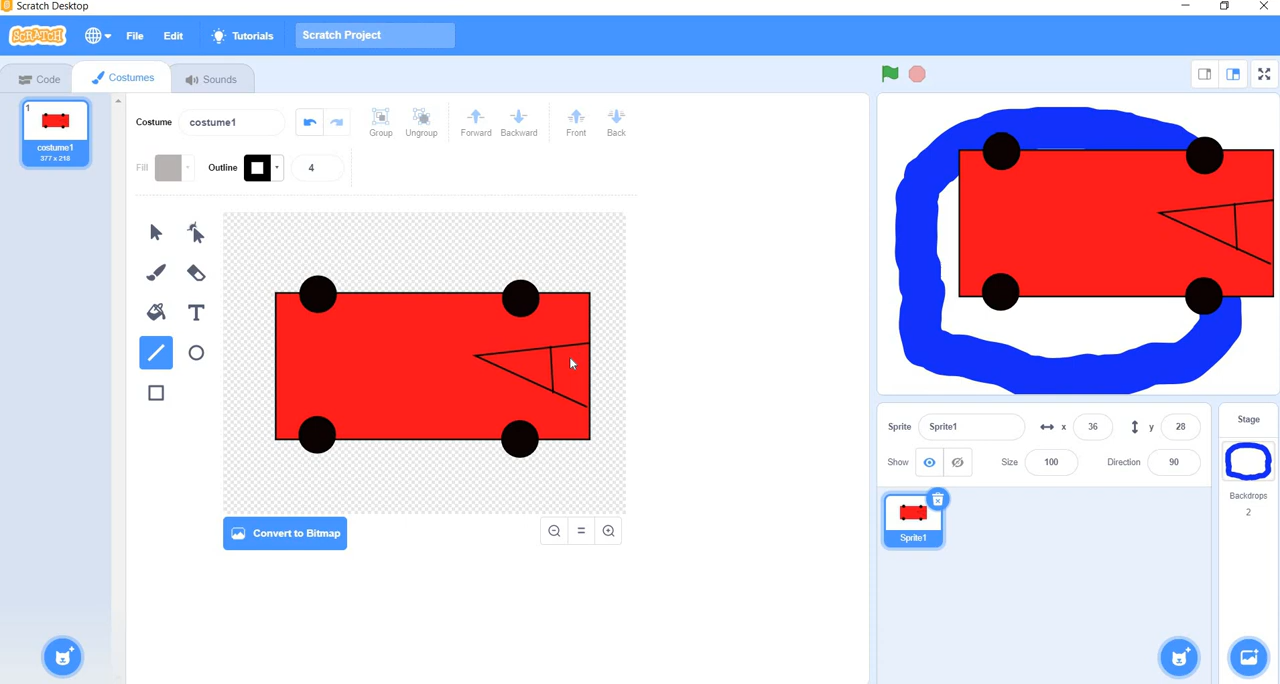 Scratch Desktop
SCRATCH File Edit Tutorials Scratch Project
Code Costumes Sounds
1
costume1
377 x 218
Costume costume1
Group Ungroup Forward Backward Front Back
Fill Outline 4
T
Convert to Bitmap
Sprite Sprite1 x 36 y 28
Show Size 100 Direction 90
Sprite1
Stage
Backdrops
2